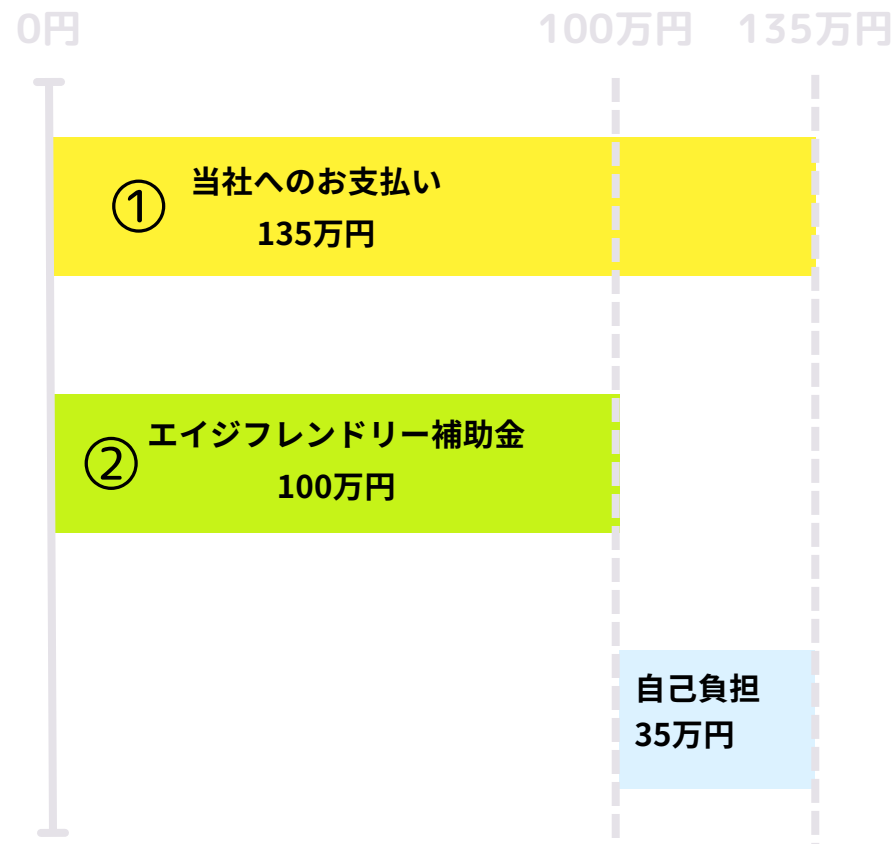 0円
100万円
135万円
① 当社へのお支払い
135万円
② エイジフレンドリー補助金
100万円
自己負担
35万円